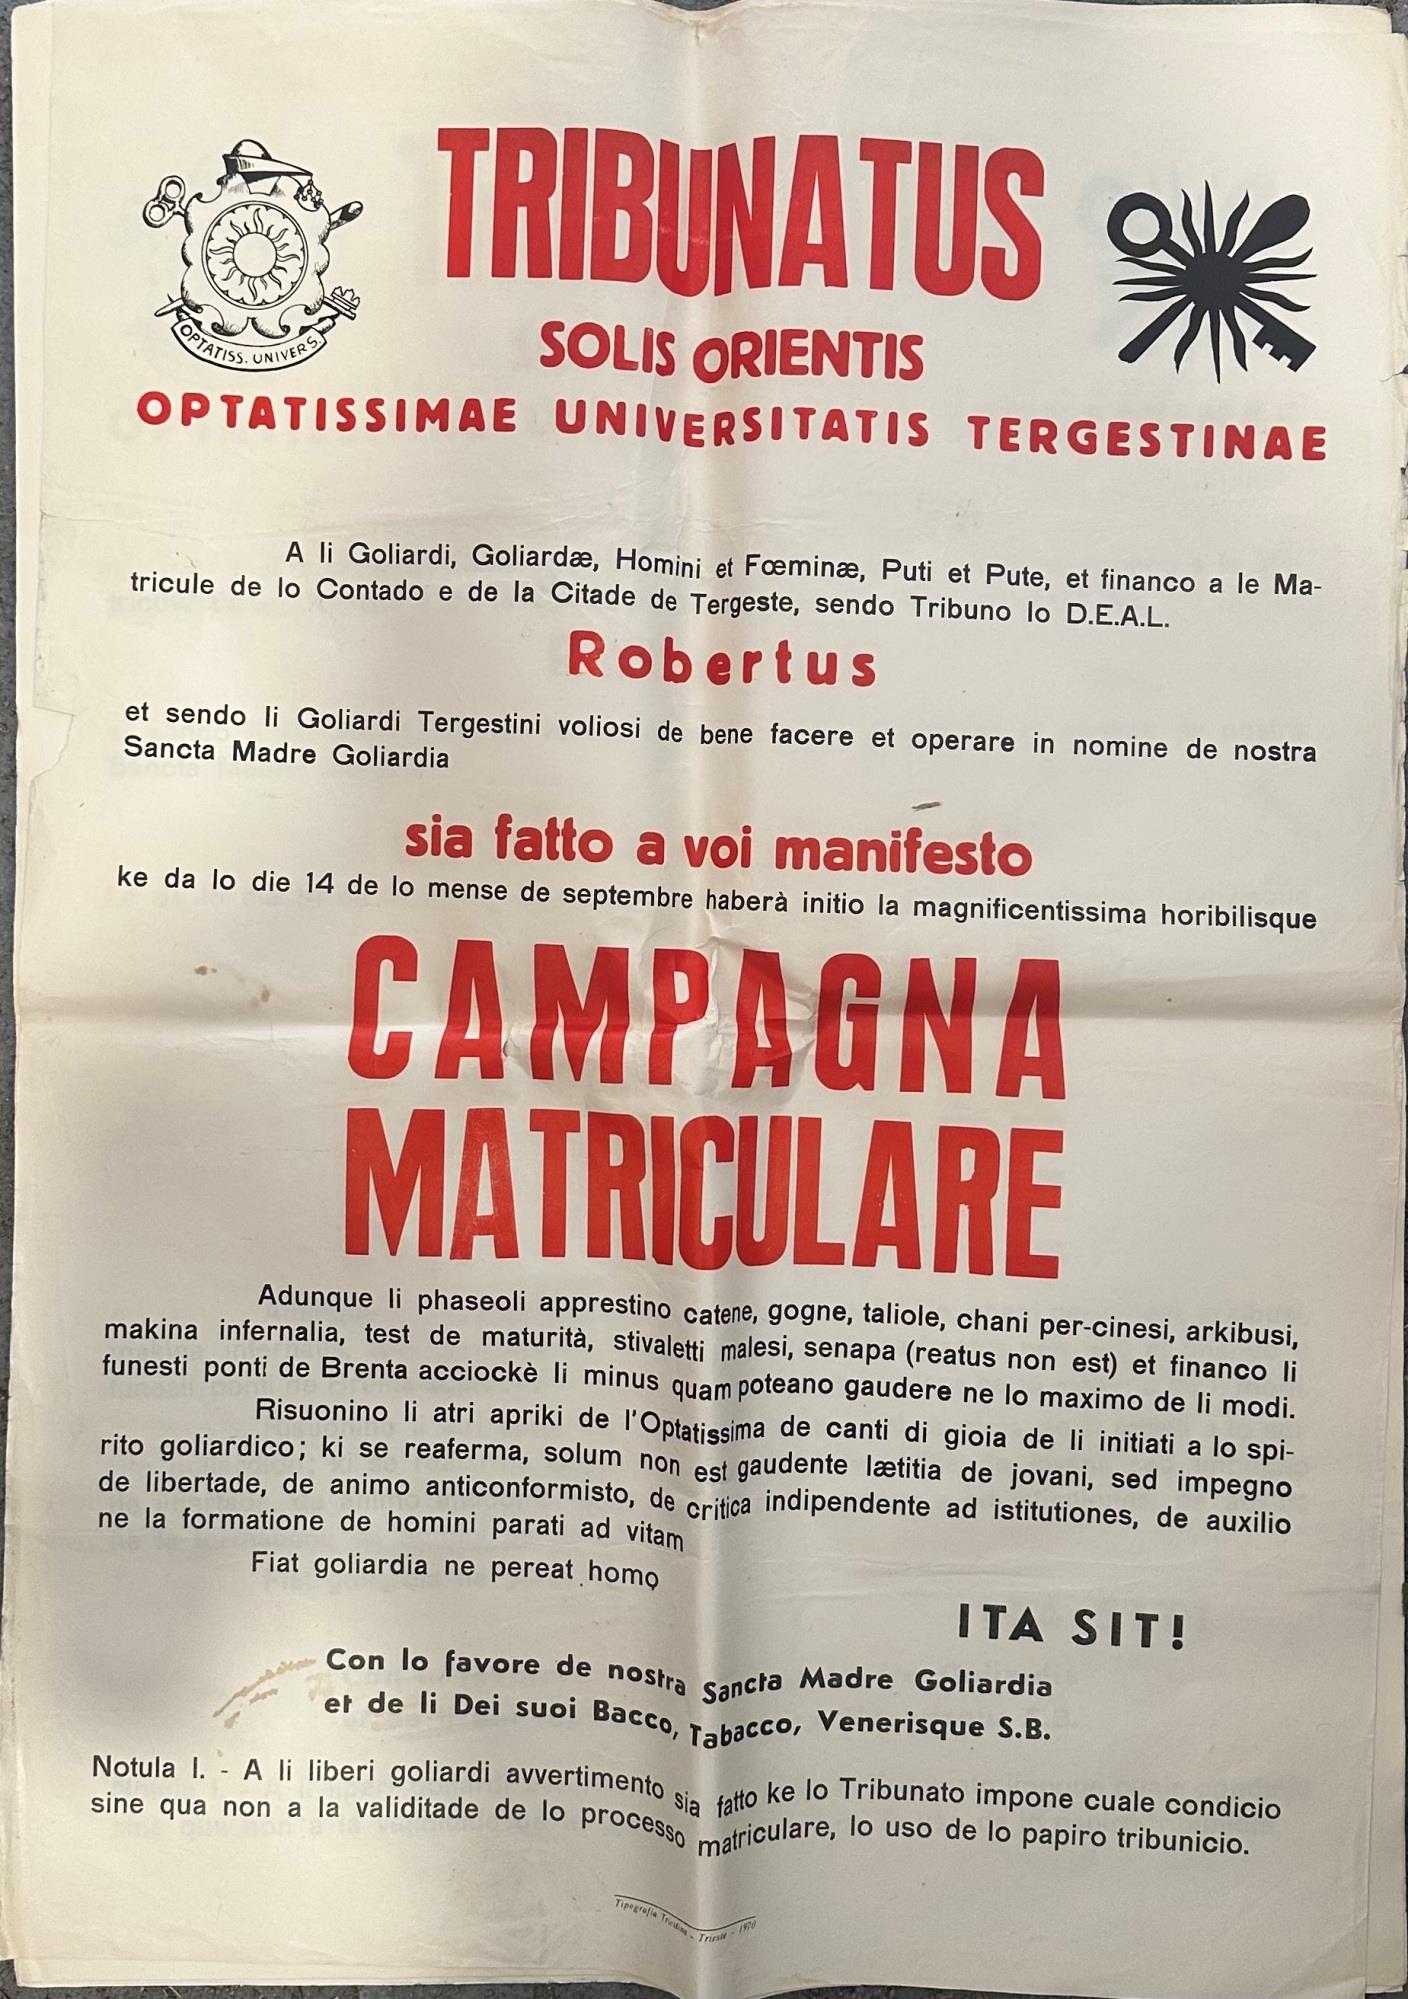 TRIBUNATUS
SOLIS ORIENTIS
OPTATISS. UNIVERS.
OPTATISSIMAE UNIVERSITATIS TERGESTINAE
A li Goliardi, Goliardæ, Homini et Fœminæ, Puti et Pute, et financo a le Ma-
tricule de lo Contado e de la Citade de Tergeste, sendo Tribuno lo D.E.A.L.
Robertus
et sendo li Goliardi Tergestini voliosi de bene facere et operare in nomine de nostra
Sancta Madre Goliardia
sia fatto a voi manifesto
ke da lo die 14 de lo mense de septembre haberà initio la magnificentissima horibilisque
CAMPAGNA
MATRICULARE
Adunque li phaseoli apprestino catene, gogne, taliole, chani per-cinesi, arkibusi,
makina infernalia, test de maturità, stivaletti malesi, senapa (reatus non est) et financo li
funesti ponti de Brenta acciockè li minus quam poteano gaudere ne lo maximo de li modi.
Risuonino li atri apriki de l'Optatissima de canti di gioia de li initiati a lo spi-
rito goliardico; ki se reaferma, solum non est gaudente lætitia de jovani, sed impegno
de libertade, de animo anticonformisto, de critica indipendente ad istitutiones, de auxilio
ne la formatione de homini parati ad vitam
Fiat goliardia ne pereat homo
ITA SIT!
Con lo favore de nostra Sancta Madre Goliardia
et de li Dei suoi Bacco, Tabacco, Venerisque S.B.
Notula I. - A li liberi goliardi avvertimento sia fatto ke lo Tribunato impone cuale condicio
sine qua non a la validitade de lo processo matriculare, lo uso de lo papiro tribunicio.
Tipografia Triestina - Trieste - 1970